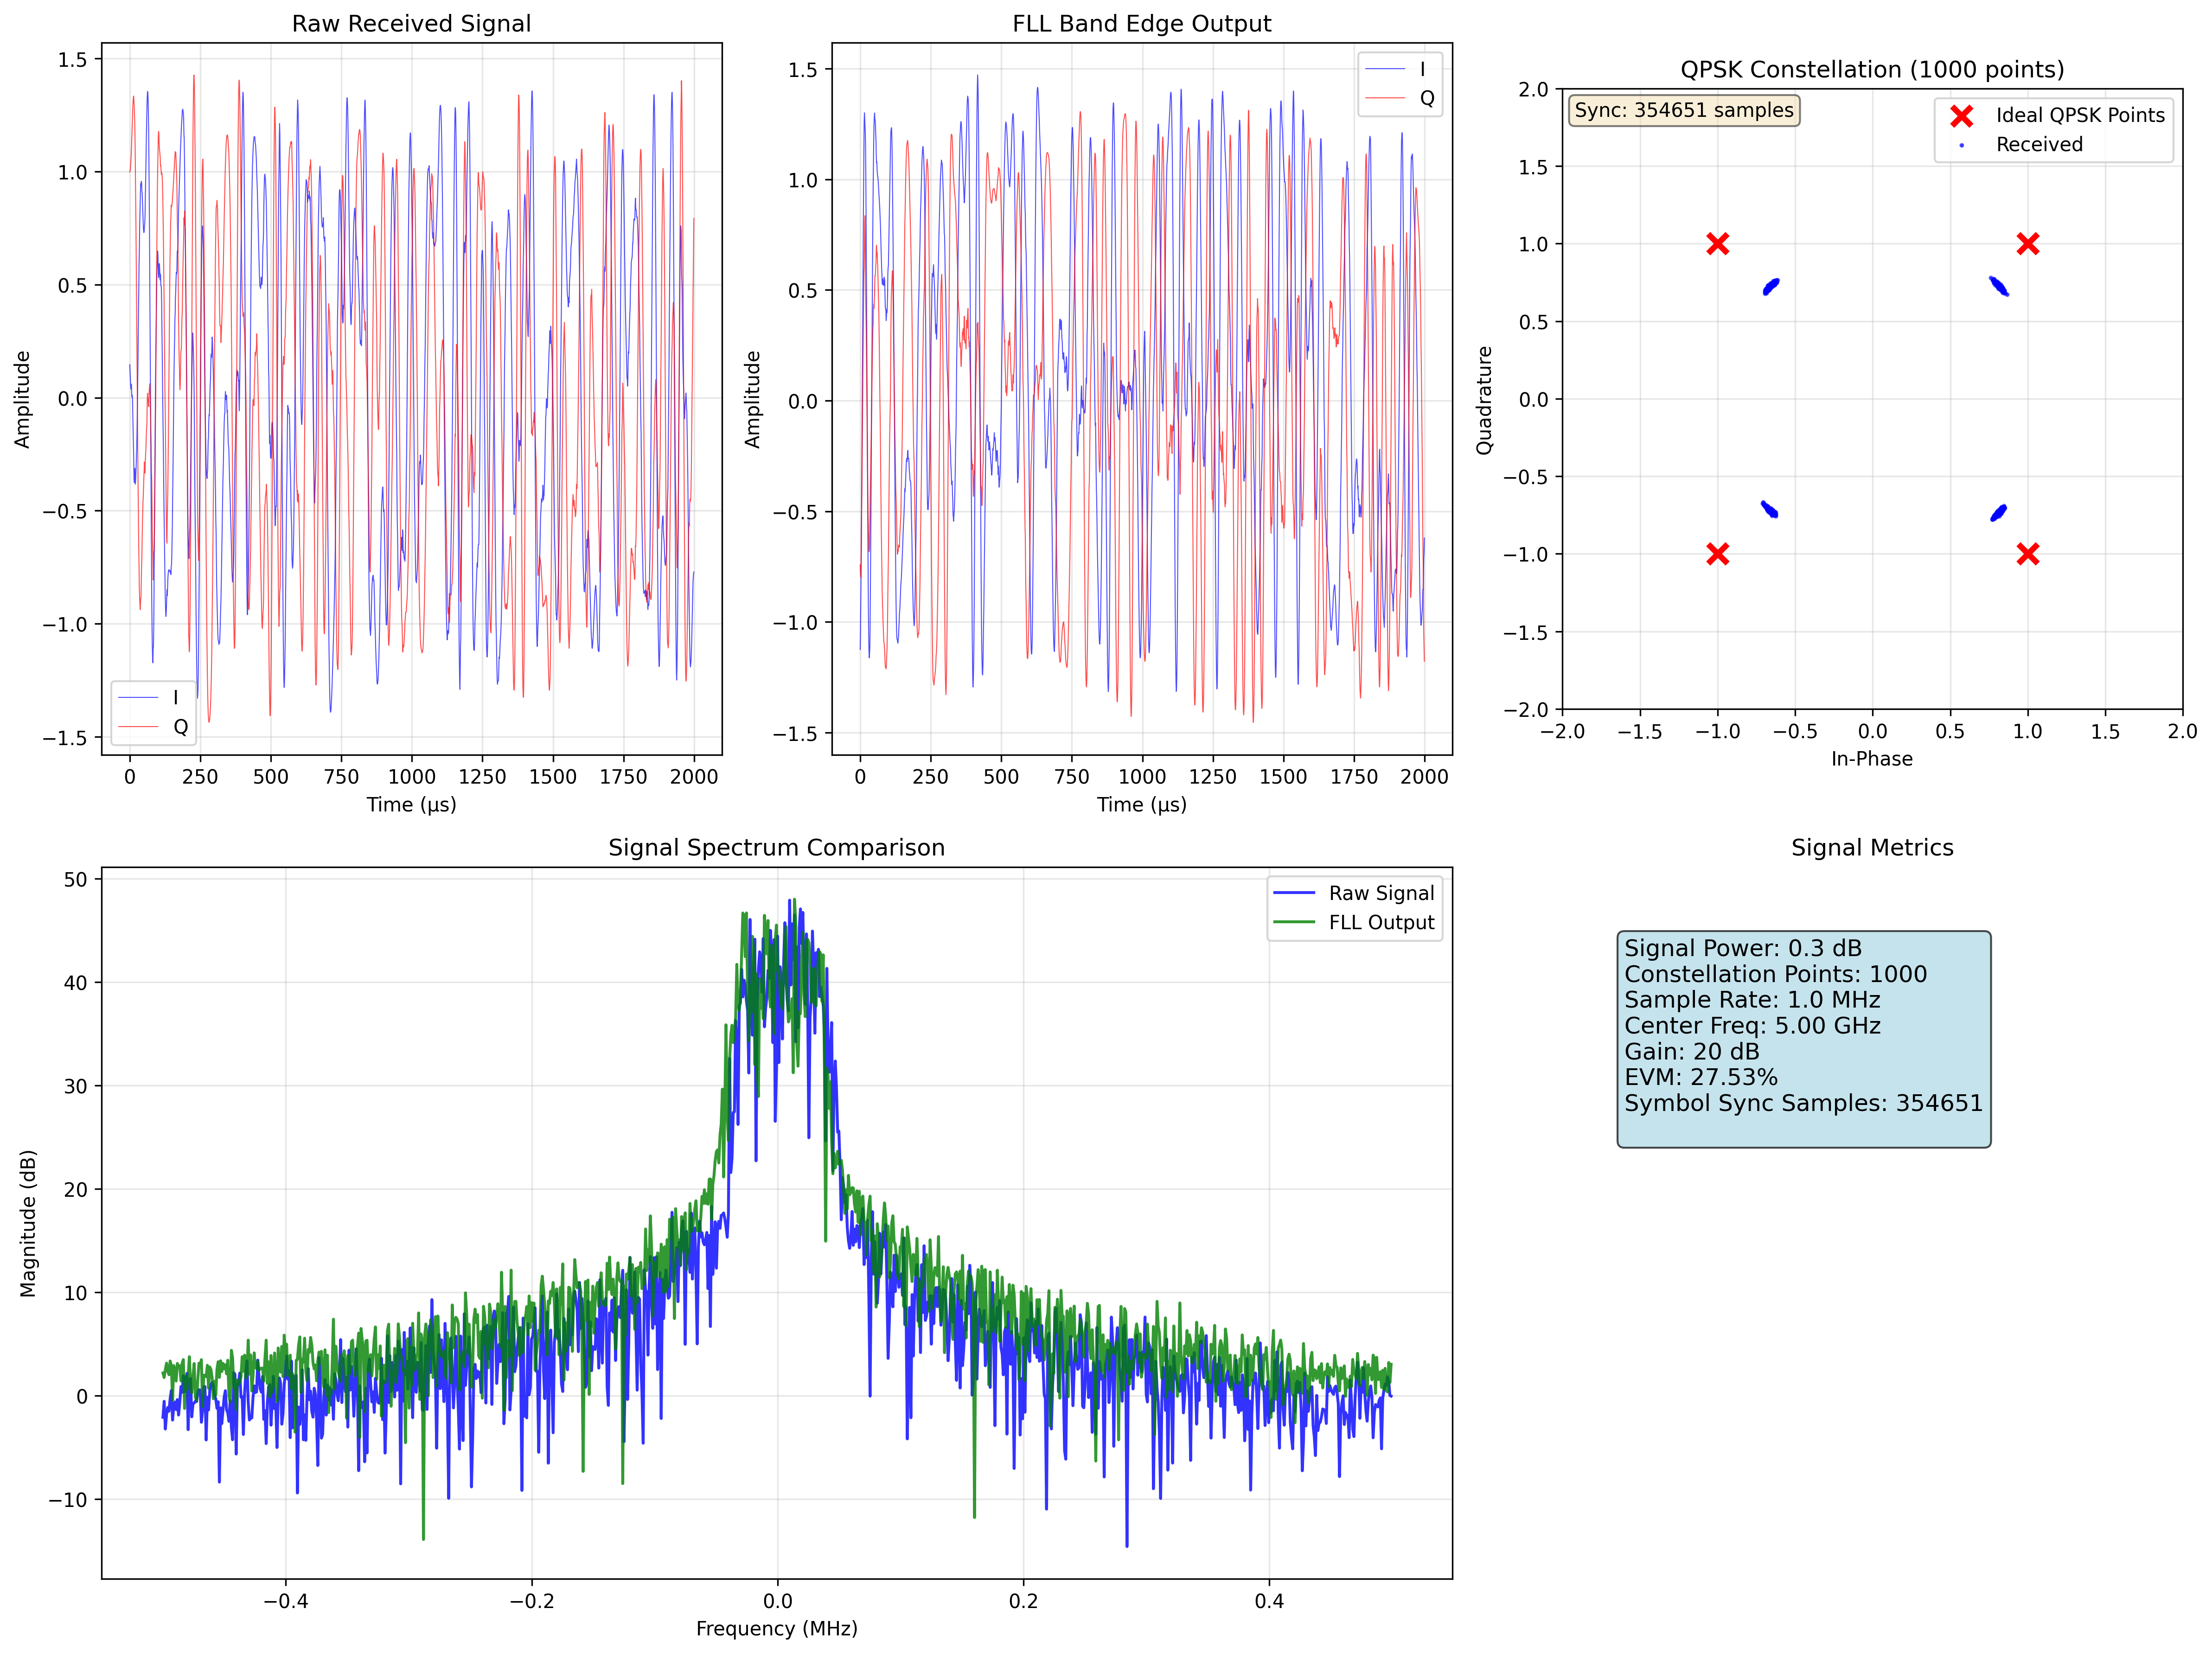 Raw Received Signal
1.5
1.0
0.5
0.0
−0.5
−1.0
−1.5
Amplitude
I
Q
0 250 500 750 1000 1250 1500 1750 2000
Time (μs)
FLL Band Edge Output
1.5
1.0
0.5
0.0
−0.5
−1.0
−1.5
Amplitude
I
Q
0 250 500 750 1000 1250 1500 1750 2000
Time (μs)
QPSK Constellation (1000 points)
Sync: 354651 samples
Ideal QPSK Points
Received
2.0
1.5
1.0
0.5
0.0
−0.5
−1.0
−1.5
−2.0
Quadrature
−2.0 −1.5 −1.0 −0.5 0.0 0.5 1.0 1.5 2.0
In-Phase
Signal Spectrum Comparison
50
40
30
20
10
0
−10
Magnitude (dB)
Raw Signal
FLL Output
−0.4 −0.2 0.0 0.2 0.4
Frequency (MHz)
Signal Metrics
Signal Power: 0.3 dB
Constellation Points: 1000
Sample Rate: 1.0 MHz
Center Freq: 5.00 GHz
Gain: 20 dB
EVM: 27.53%
Symbol Sync Samples: 354651